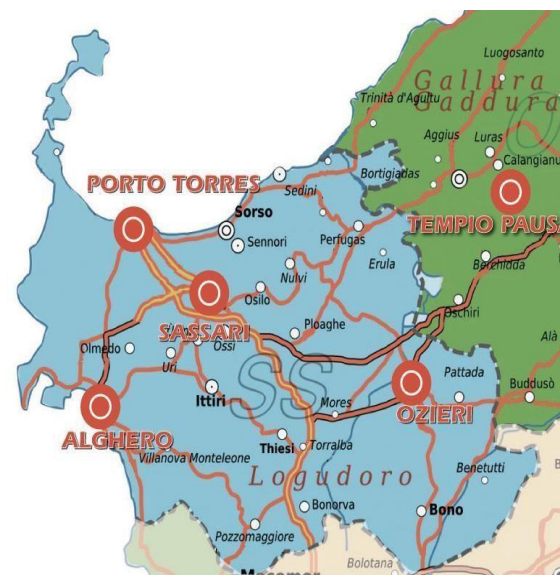 Luogosanto
Gallura
Gaddura
Trinità d'Agultu
Aggius
Luras
Calangianu
Bortigiadas
Sedini
PORTO TORRES
TEMPIO PAUSA
Sorso
Sennori
Perfugas
Erula
Nulvi
Berchidda
Osilo
Oschiri
SASSARI
Ploaghe
Ossi
Olmedo
Uri
Alà
SS
Pattada
Buddusò
Ittiri
OZIERI
Mores
ALGHERO
Thiesi
Torralba
Villanova Monteleone
Logudoro
Benetutti
Bonorva
Bono
Pozzomaggiore
Bolotana